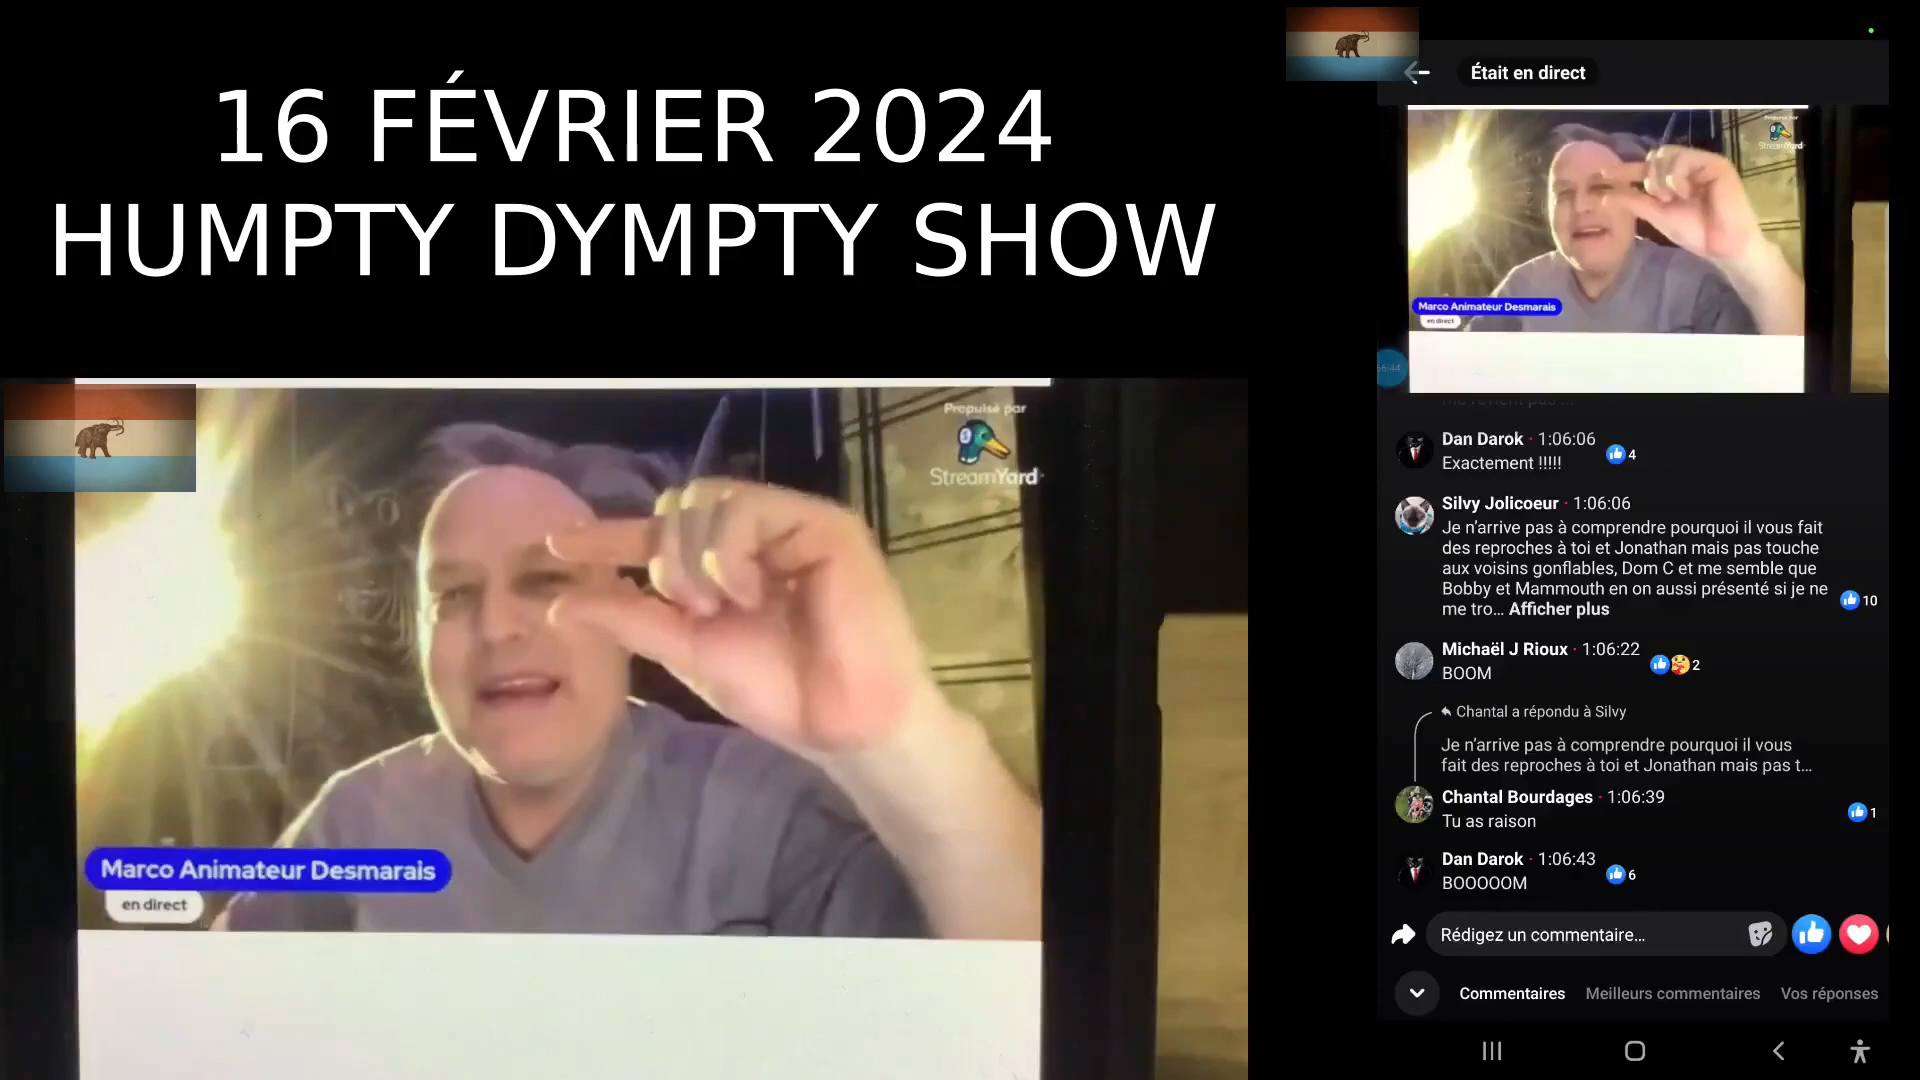 16 FÉVRIER 2024
HUMPTY DYMPTY SHOW
Propulsé par
StreamYard
Marco Animateur Desmarais
en direct
Était en direct
Propulsé par
StreamYard
Marco Animateur Desmarais
en direct
Dan Darok · 1:06:06
Exactement !!!!!
4
Silvy Jolicoeur · 1:06:06
Je n’arrive pas à comprendre pourquoi il vous fait
des reproches à toi et Jonathan mais pas touche
aux voisins gonflables, Dom C et me semble que
Bobby et Mammouth en on aussi présenté si je ne
me tro... Afficher plus
10
Michaël J Rioux · 1:06:22
BOOM
2
Chantal a répondu à Silvy
Je n’arrive pas à comprendre pourquoi il vous
fait des reproches à toi et Jonathan mais pas t...
Chantal Bourdages · 1:06:39
Tu as raison
1
Dan Darok · 1:06:43
BOOOOOM
6
Rédigez un commentaire...
Commentaires Meilleurs commentaires Vos réponses